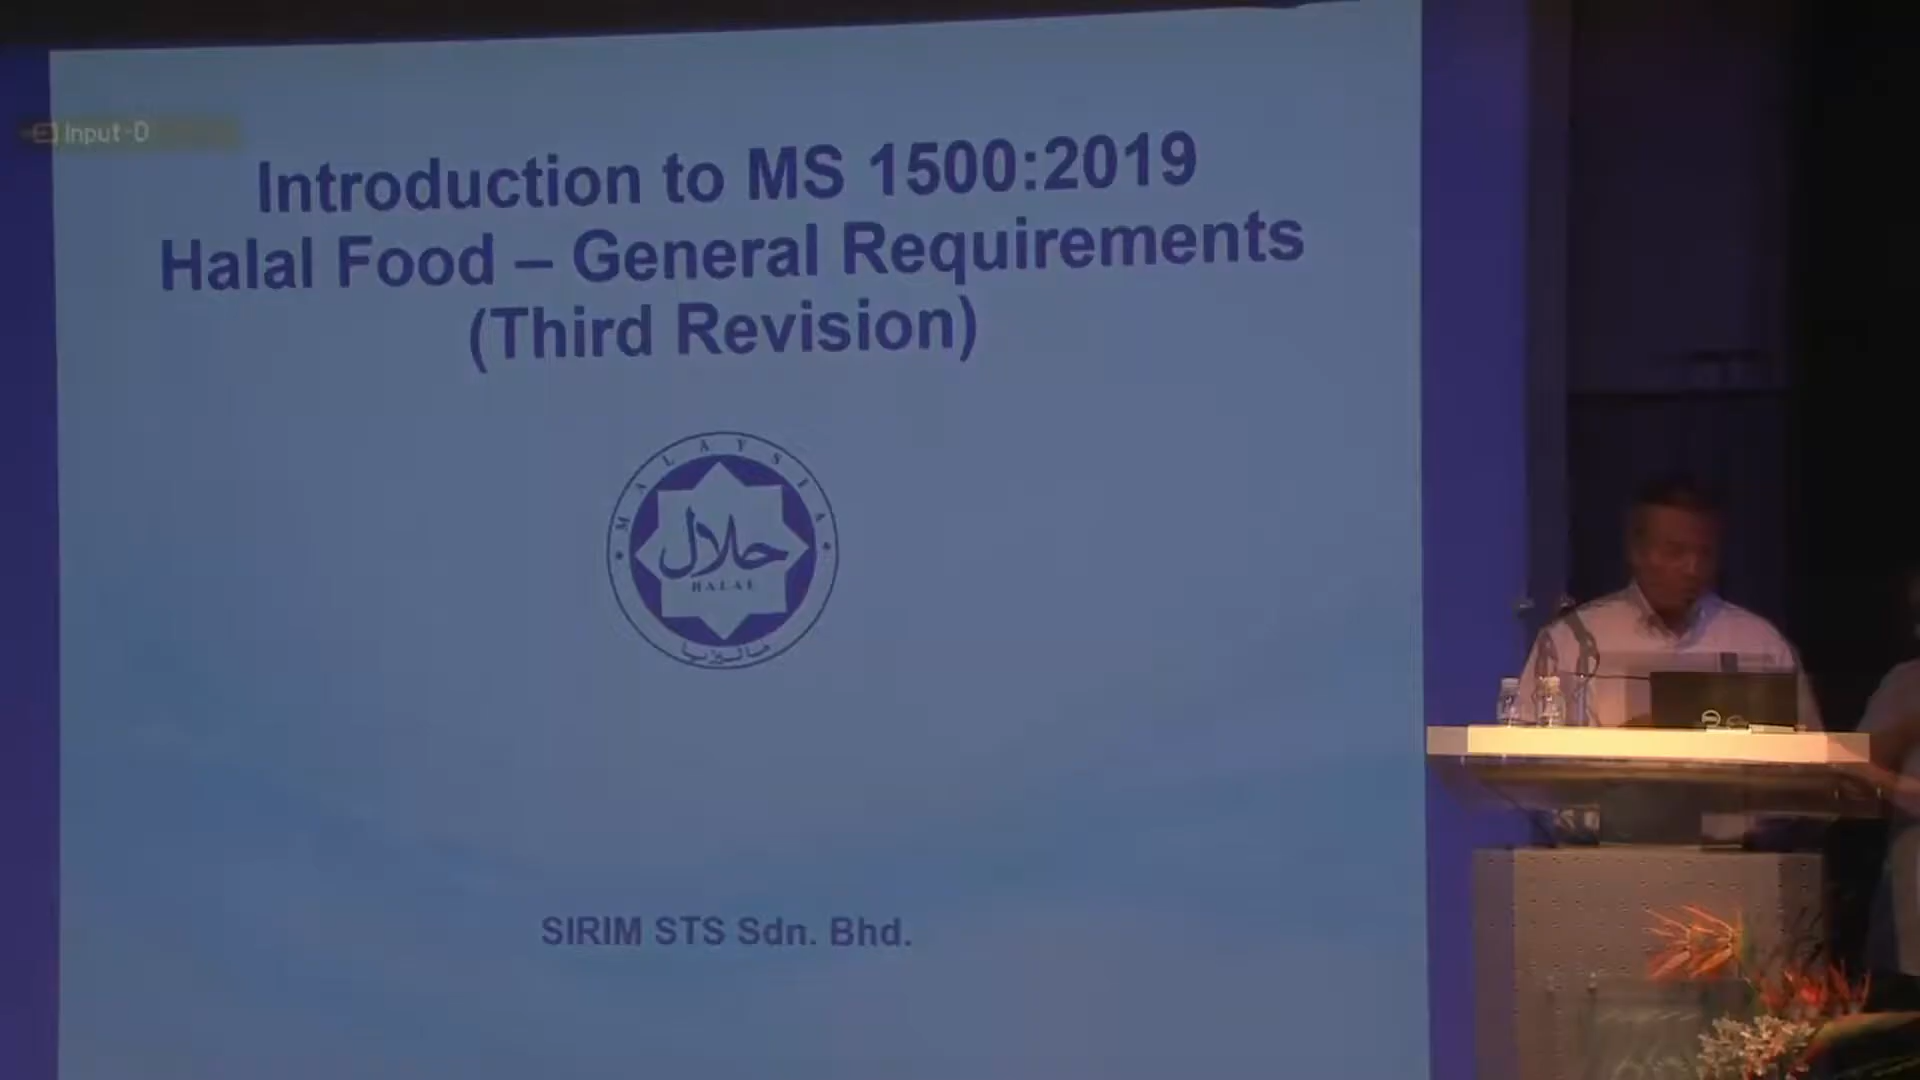 Input-D
Introduction to MS 1500:2019
Halal Food – General Requirements
(Third Revision)
MALAYSIA
حلال
HALAL
ماليزيا
SIRIM STS Sdn. Bhd.